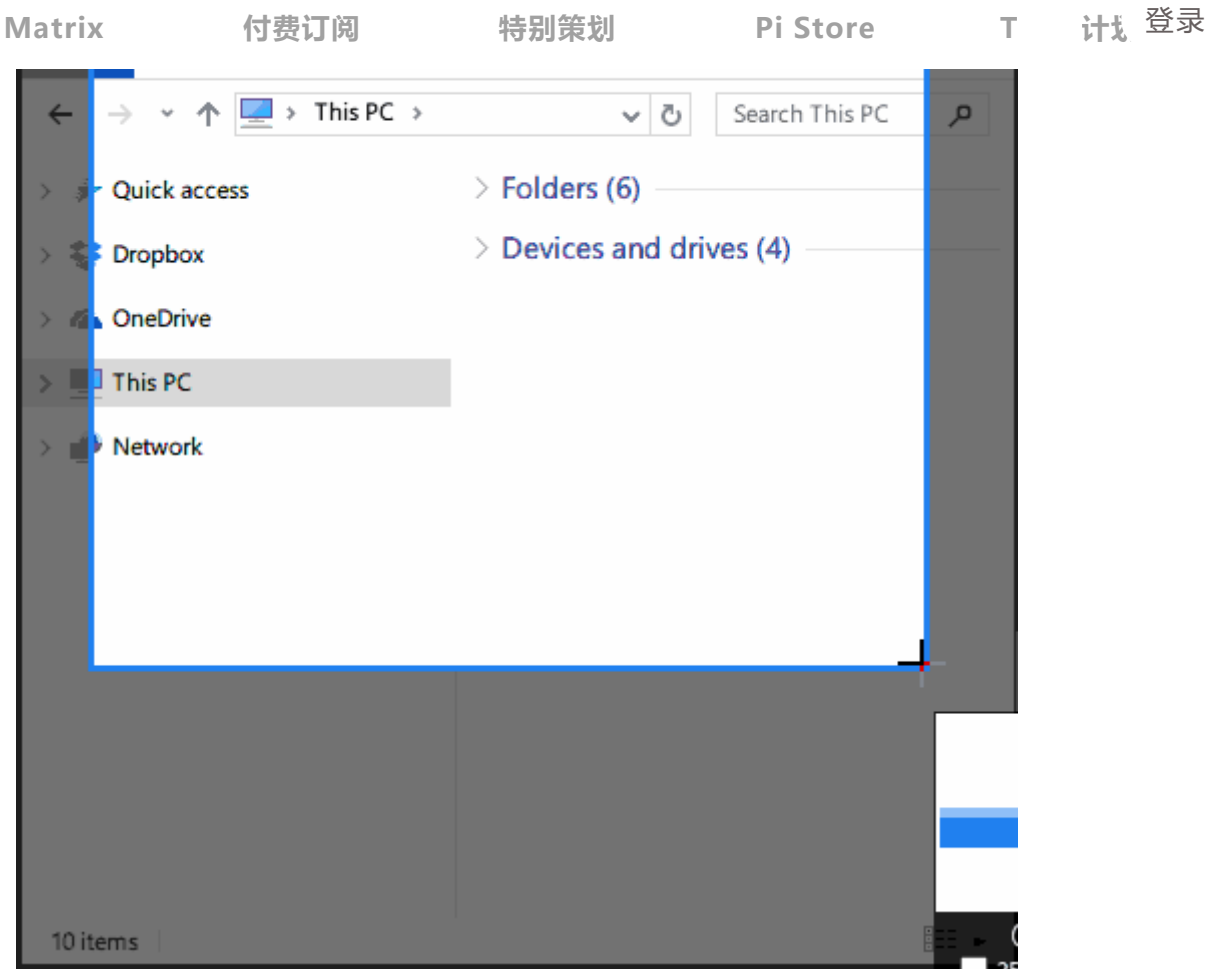 Matrix 付费订阅 特别策划 Pi Store T 登录
This PC
Search This PC
Quick access
Folders (6)
Dropbox
Devices and drives (4)
OneDrive
This PC
Network
10 items